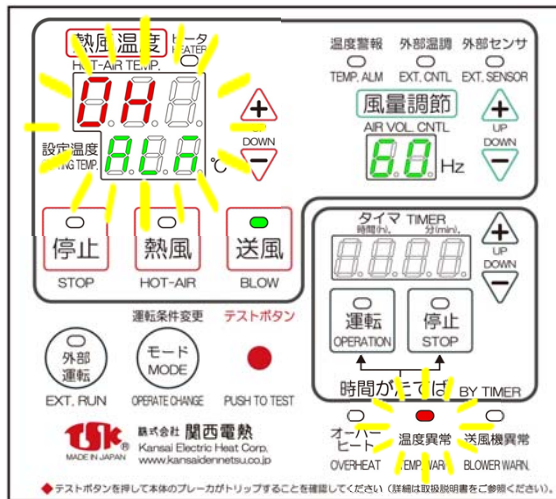 熱風温度 ヒータ
HOT-AIR TEMP. HEATER
OH
設定温度 ALM ℃
UP
DOWN
温度警報 外部温調 外部センサ
TEMP. ALM EXT. CNTL EXT. SENSOR
風量調節
AIR VOL. CNTL
60 Hz
UP
DOWN
停止 熱風 送風
STOP HOT-AIR BLOW
タイマ TIMER
時間(h). 分(min).
UP
DOWN
運転 停止
OPERATION STOP
時間がたてば BY TIMER
運転条件変更 テストボタン
外部
運転
モード
MODE
EXT. RUN OPERATE CHANGE PUSH TO TEST
TSK ®
MADE IN JAPAN
株式会社 関西電熱
Kansai Electric Heat Corp.
www.kansaidennetsu.co.jp
オーバー
ヒート 温度異常 送風機異常
OVERHEAT TEMP. WARN. BLOWER WARN.
◆テストボタンを押して本体のブレーカがトリップすることを確認してください（詳細は取扱説明書をご参照ください）。